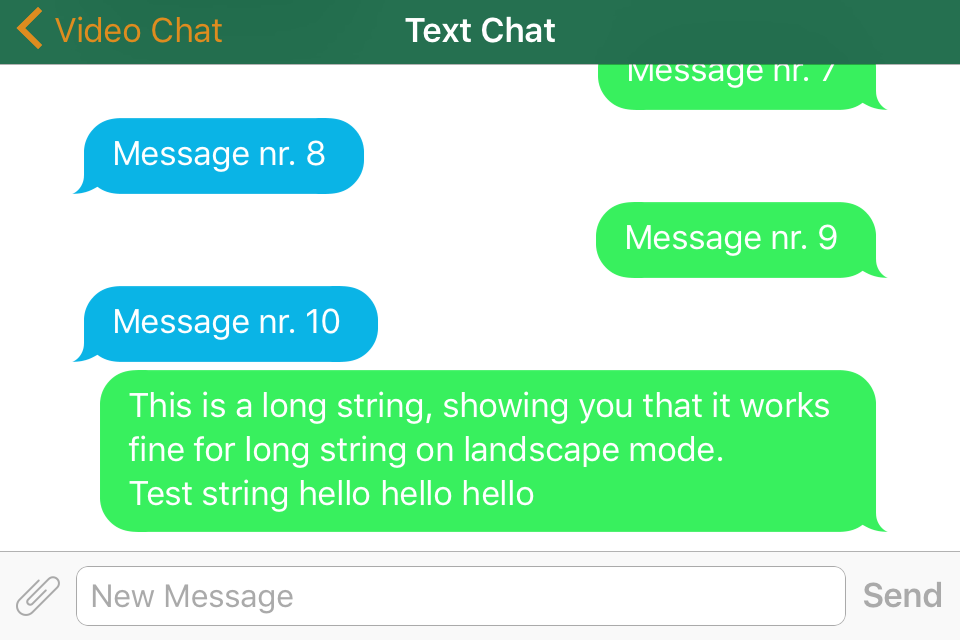 Video Chat
Text Chat
Message nr. 7
Message nr. 8
Message nr. 9
Message nr. 10
This is a long string, showing you that it works
fine for long string on landscape mode.
Test string hello hello hello
New Message
Send